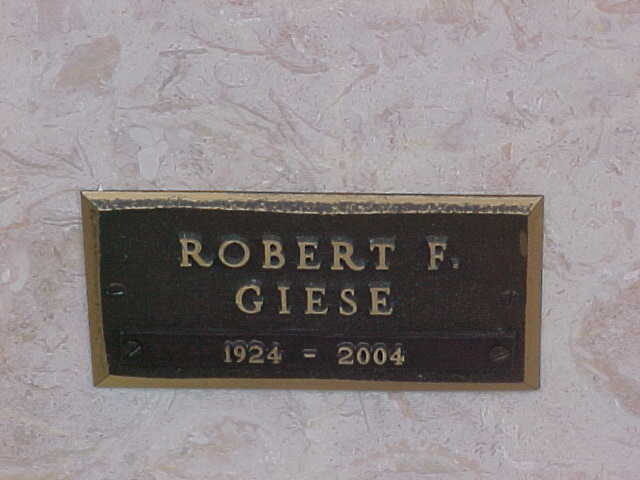 ROBERT F.
GIESE
1924 - 2004